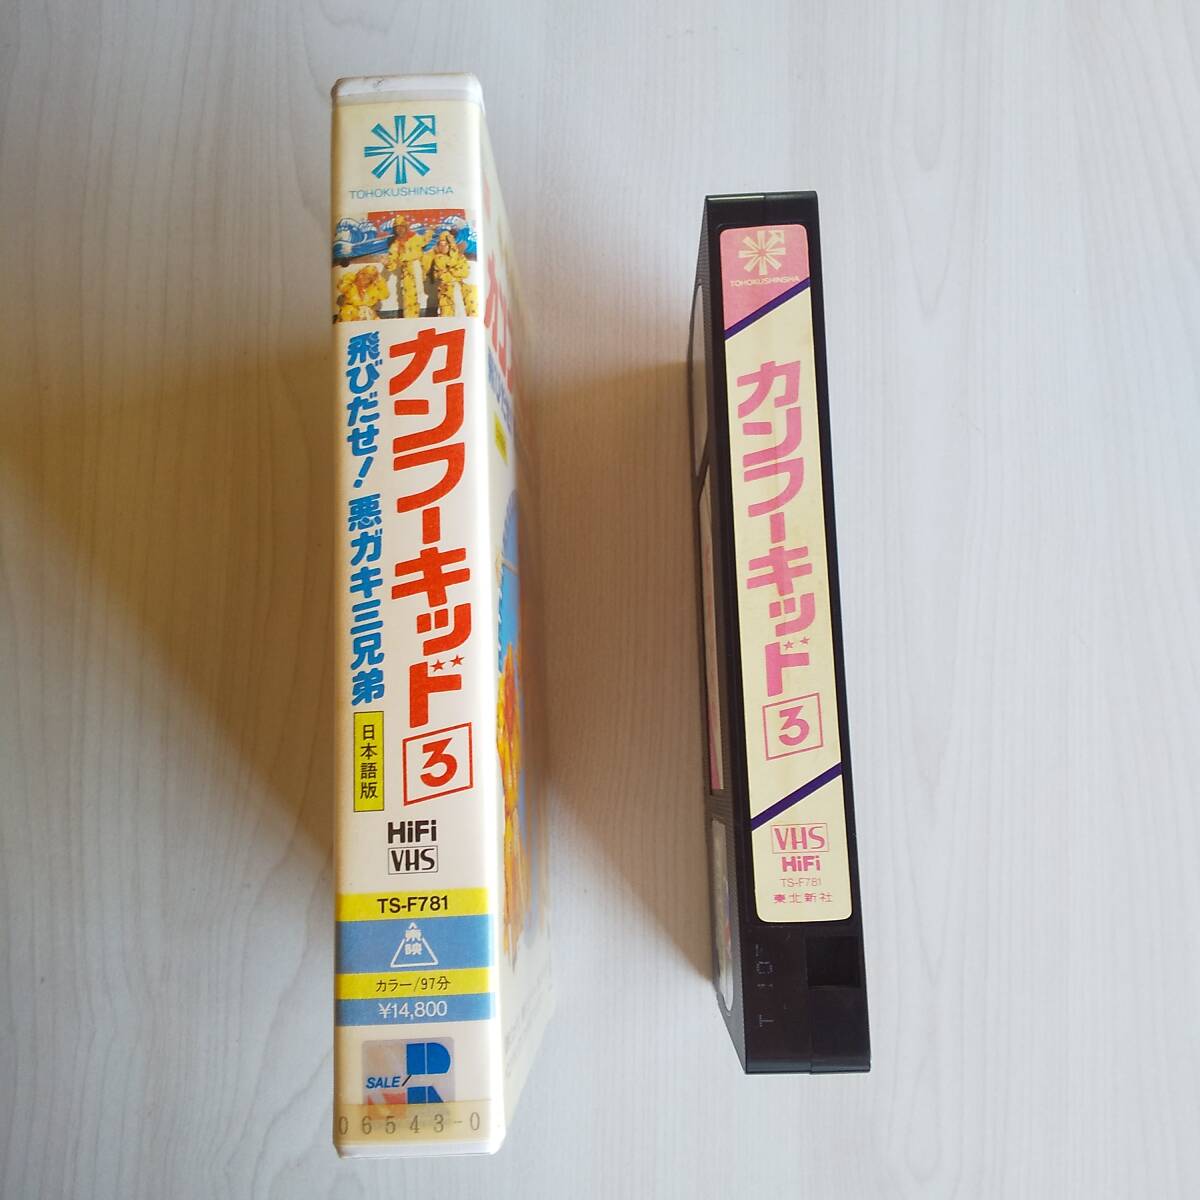 TOHOKUSHINSHA
カンフーキッド3
飛びだせ!悪ガキ三兄弟
日本語版
HiFi
VHS
TS-F781
東映
カラー/97分
¥14,800
SALE/
06543-0
TOHOKUSHINSHA
カンフーキッド3
VHS
HiFi
TS-F781
東北新社